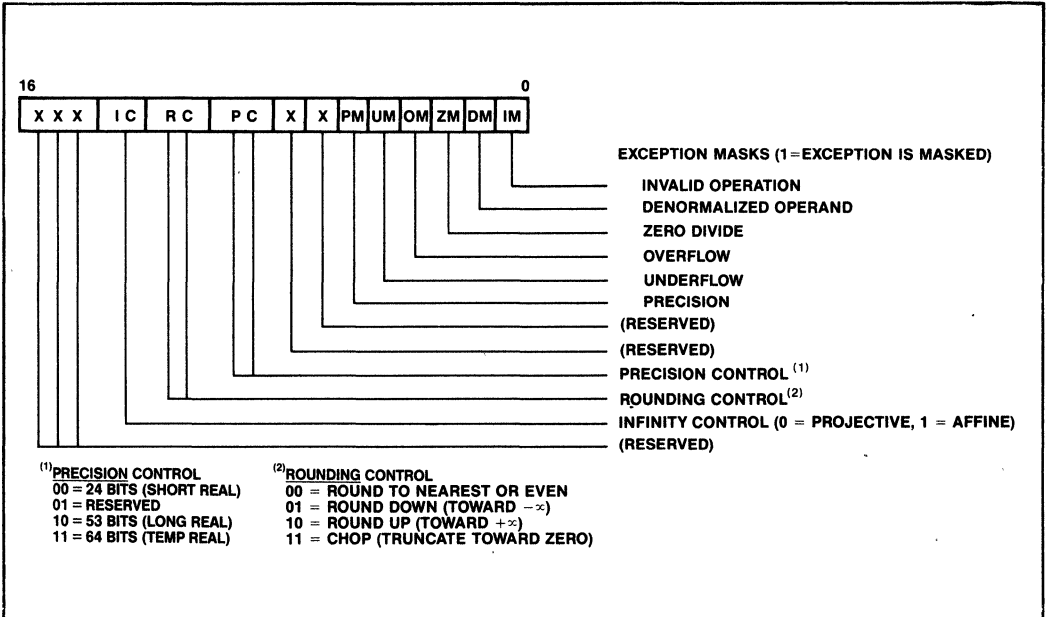 16 0
X X X I C R C P C X X PM UM OM ZM DM IM
EXCEPTION MASKS (1=EXCEPTION IS MASKED)
INVALID OPERATION
DENORMALIZED OPERAND
ZERO DIVIDE
OVERFLOW
UNDERFLOW
PRECISION
(RESERVED)
(RESERVED)
PRECISION CONTROL (1)
ROUNDING CONTROL(2)
INFINITY CONTROL (0 = PROJECTIVE, 1 = AFFINE)
(RESERVED)
(1)PRECISION CONTROL
00 = 24 BITS (SHORT REAL)
01 = RESERVED
10 = 53 BITS (LONG REAL)
11 = 64 BITS (TEMP REAL)
(2)ROUNDING CONTROL
00 = ROUND TO NEAREST OR EVEN
01 = ROUND DOWN (TOWARD −∞)
10 = ROUND UP (TOWARD +∞)
11 = CHOP (TRUNCATE TOWARD ZERO)